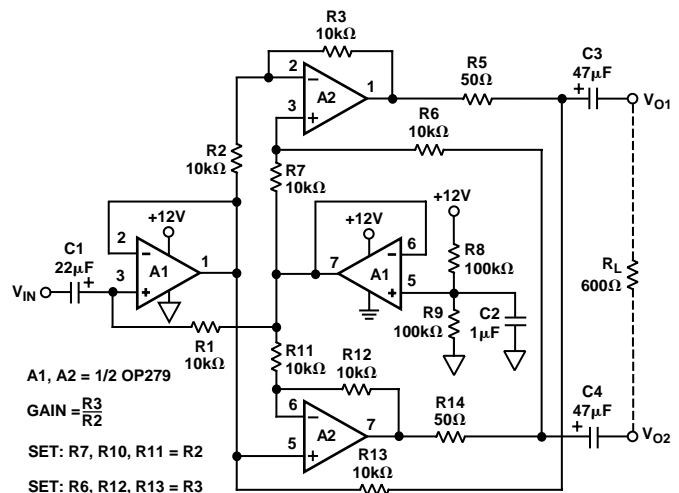 R3
10kΩ
2
A2
1
3
R5
50Ω
C3
47µF
+
VO1
R6
10kΩ
R2
10kΩ
R7
10kΩ
+12V
2
A1
1
3
C1
22µF
+
VIN
+12V
7
A1
6
5
+12V
R8
100kΩ
R9
100kΩ
C2
1µF
RL
600Ω
R1
10kΩ
R11
10kΩ
R12
10kΩ
6
A2
7
5
R14
50Ω
C4
47µF
+
VO2
R13
10kΩ
A1, A2 = 1/2 OP279
GAIN = R3
R2
SET: R7, R10, R11 = R2
SET: R6, R12, R13 = R3